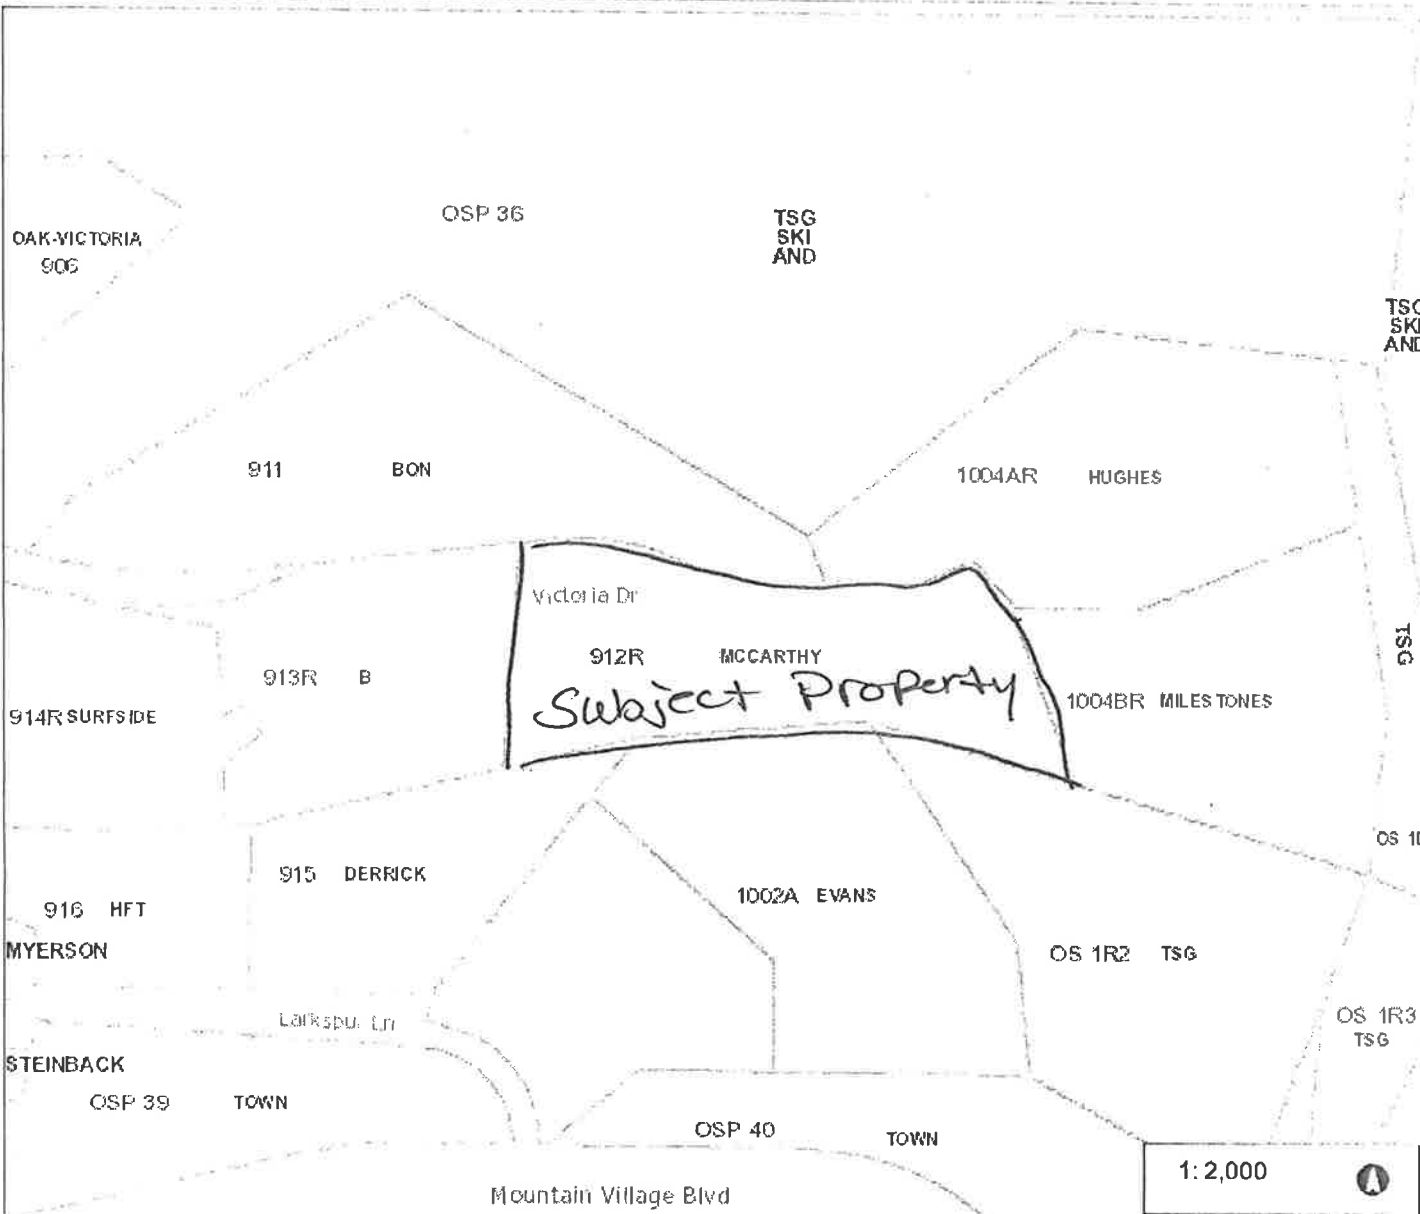 OSP 36
TSG
SKI
AND
OAK-VICTORIA
906
TSG
SKI
AND
911 BON
1004AR HUGHES
Victoria Dr
912R MCCARTHY
Subject Property
913R B
914R SURFSIDE
1004BR MILESTONES
TSG
915 DERRICK
1002A EVANS
916 HFT
MYERSON
OS 1R2 TSG
Larkspur Ln
OS 1R3
TSG
STEINBACK
OSP 39 TOWN
OSP 40 TOWN
1:2,000
Mountain Village Blvd